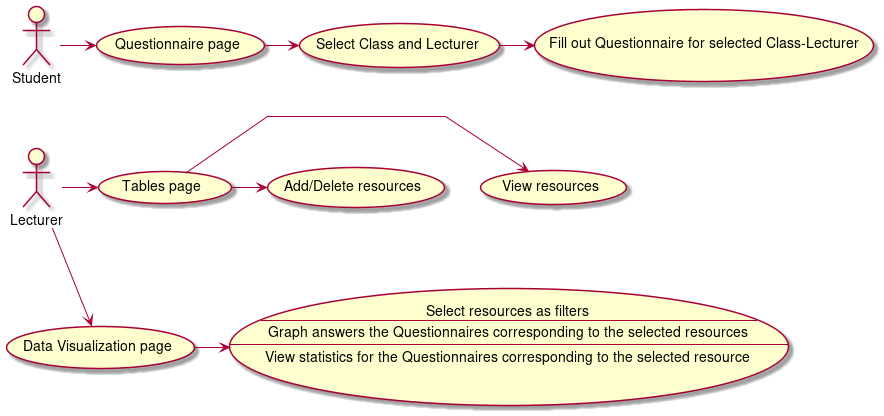 Questionnaire page
Select Class and Lecturer
Fill out Questionnaire for selected Class-Lecturer
Student
Tables page
Add/Delete resources
View resources
Lecturer
Select resources as filters
Graph answers the Questionnaires corresponding to the selected resources
Data Visualization page
View statistics for the Questionnaires corresponding to the selected resource